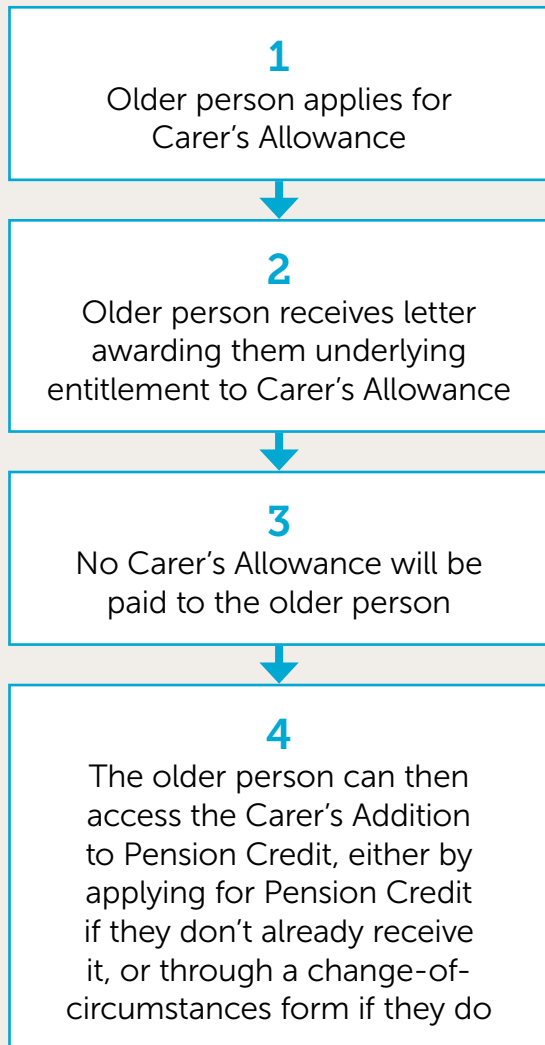 1
Older person applies for
Carer’s Allowance
2
Older person receives letter
awarding them underlying
entitlement to Carer’s Allowance
3
No Carer’s Allowance will be
paid to the older person
4
The older person can then
access the Carer’s Addition
to Pension Credit, either by
applying for Pension Credit
if they don’t already receive
it, or through a change-of-
circumstances form if they do